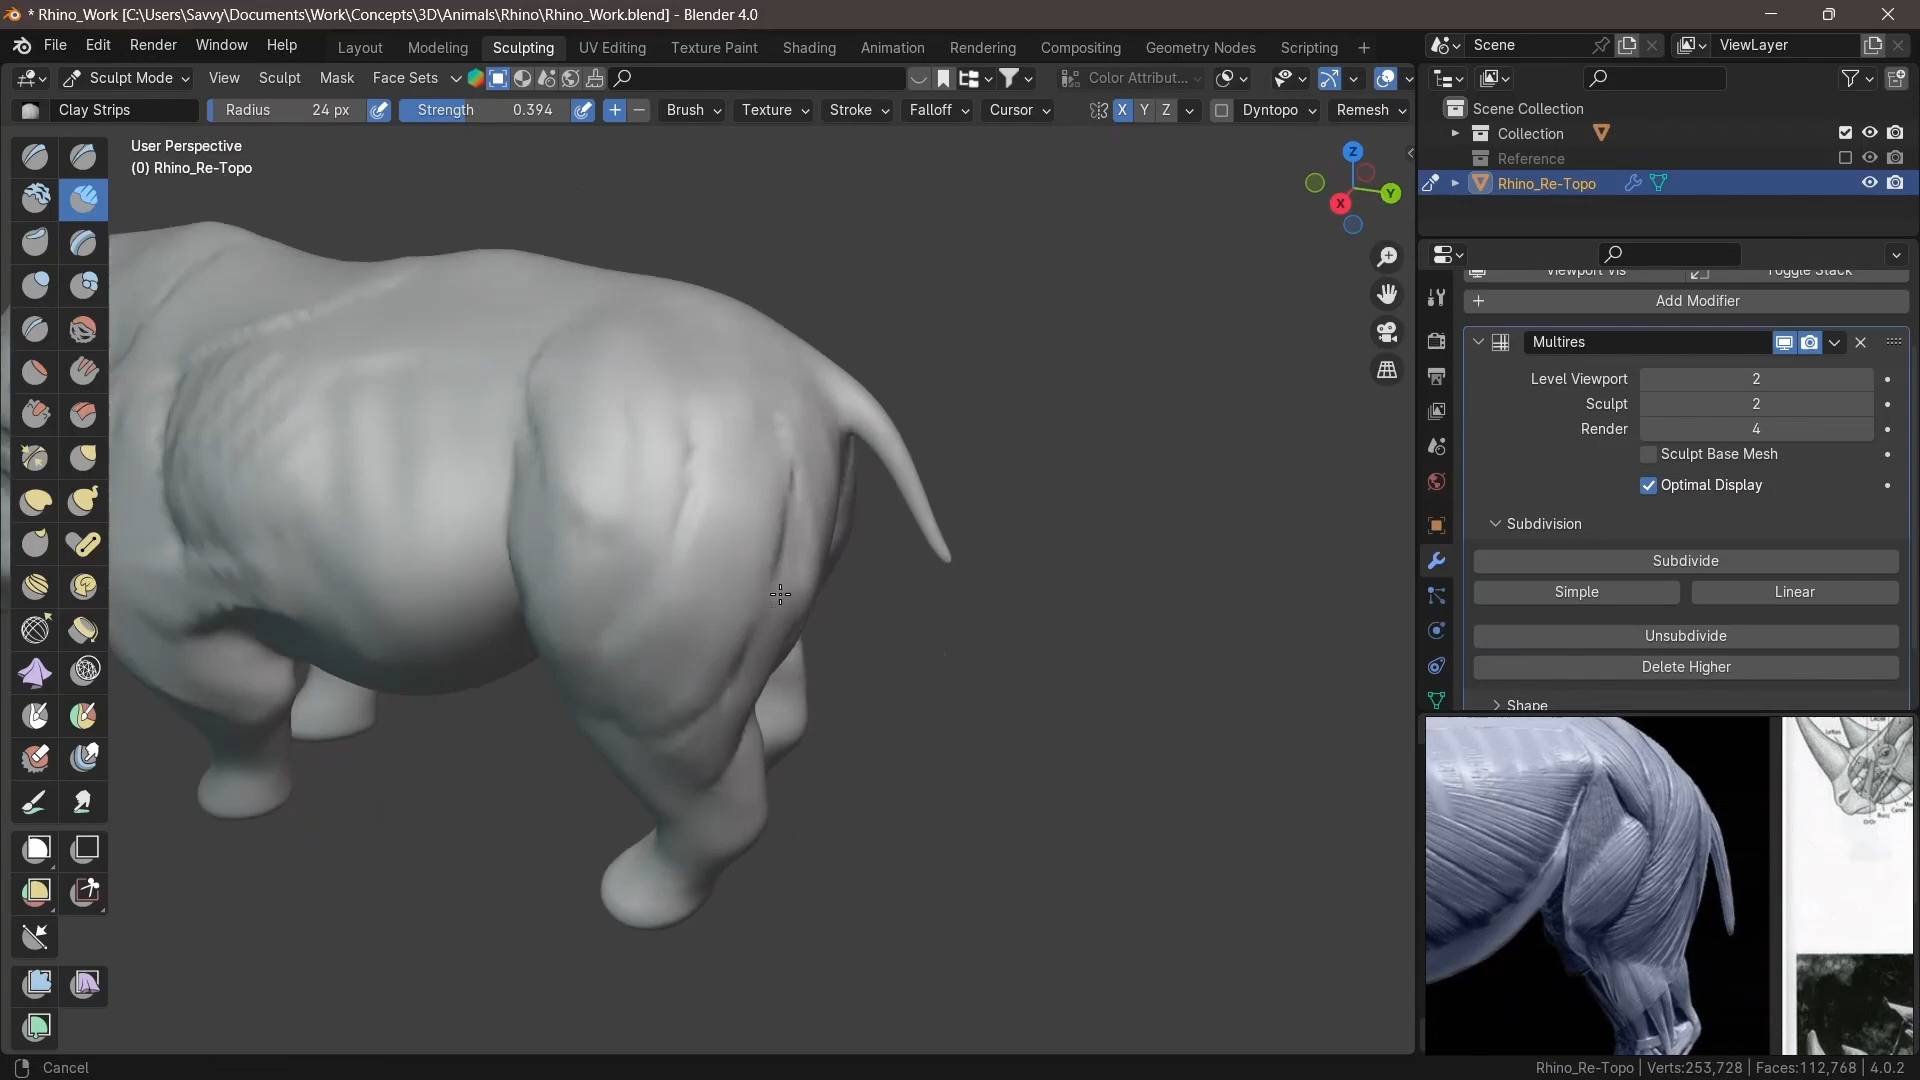 * Rhino_Work [C:\Users\Savvy\Documents\Work\Concepts\3D\Animals\Rhino\Rhino_Work.blend] - Blender 4.0
File Edit Render Window Help
Layout Modeling Sculpting UV Editing Texture Paint Shading Animation Rendering Compositing Geometry Nodes Scripting +
Scene
ViewLayer
Sculpt Mode View Sculpt Mask Face Sets
Color Attribut...
Clay Strips
Radius 24 px
Strength 0.394
Brush Texture Stroke Falloff Cursor
X Y Z
Dyntopo Remesh
User Perspective
(0) Rhino_Re-Topo
Z
Y
X
Scene Collection
Collection
Reference
Rhino_Re-Topo
Viewport Vis Toggle Stack
Add Modifier
Multires
Level Viewport 2
Sculpt 2
Render 4
Sculpt Base Mesh
Optimal Display
Subdivision
Subdivide
Simple Linear
Unsubdivide
Delete Higher
Shape
Cancel
Rhino_Re-Topo | Verts:253,728 | Faces:112,768 | 4.0.2